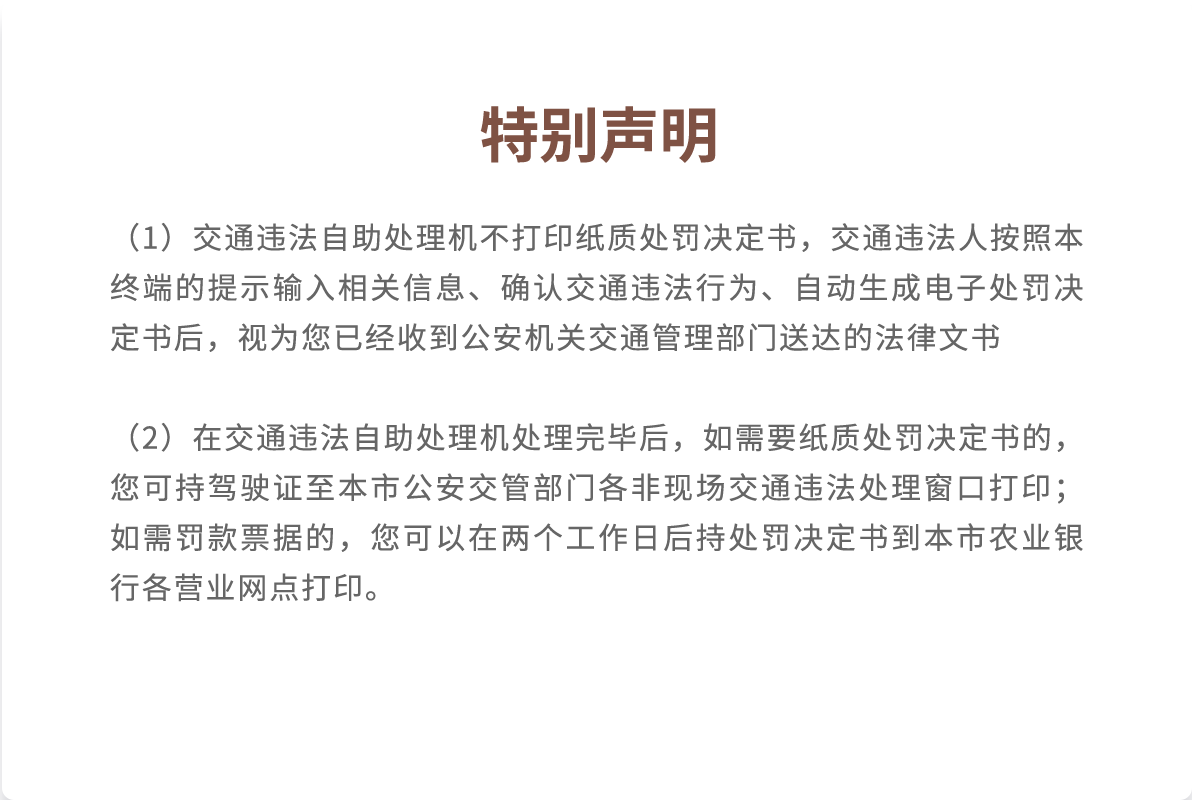 特别声明
（1）交通违法自助处理机不打印纸质处罚决定书，交通违法人按照本
终端的提示输入相关信息、确认交通违法行为、自动生成电子处罚决
定书后，视为您已经收到公安机关交通管理部门送达的法律文书
（2）在交通违法自助处理机处理完毕后，如需要纸质处罚决定书的，
您可持驾驶证至本市公安交管部门各非现场交通违法处理窗口打印；
如需罚款票据的，您可以在两个工作日后持处罚决定书到本市农业银
行各营业网点打印。